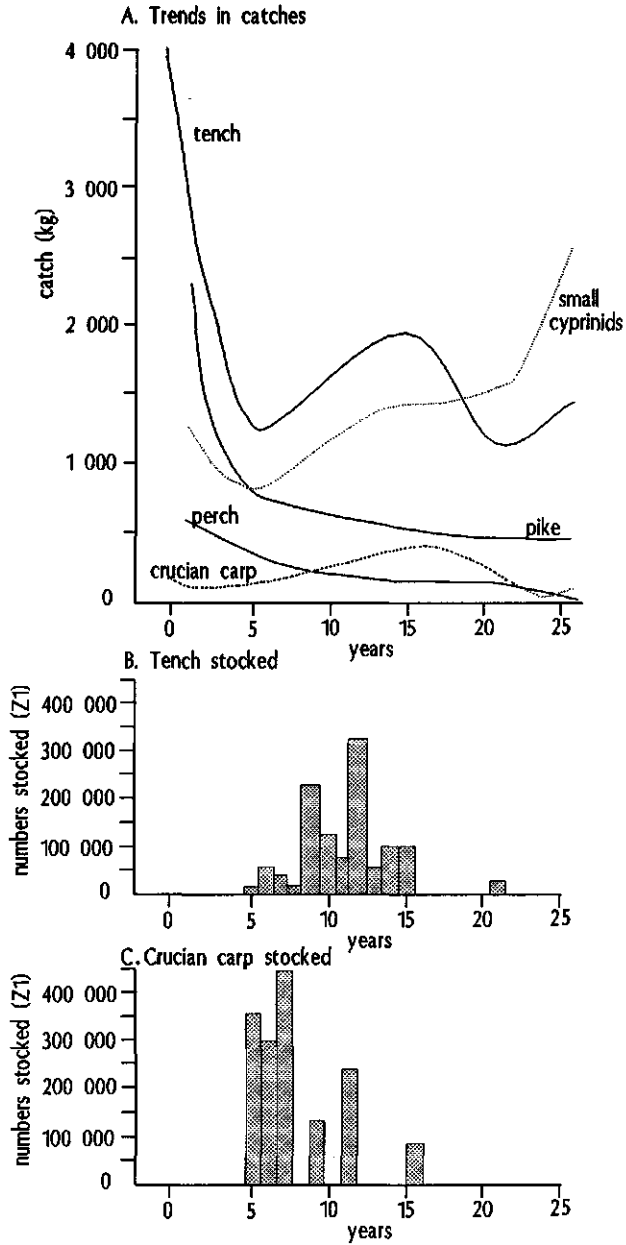 A. Trends in catches
4 000
tench
3 000
catch (kg)
2 000
small
cyprinids
1 000
perch
pike
crucian carp
0
0 5 10 15 20 25
years
B. Tench stocked
numbers stocked (Z1)
400 000
300 000
200 000
100 000
0
0 5 10 15 20 25
years
C. Crucian carp stocked
numbers stocked (Z1)
400 000
300 000
200 000
100 000
0
0 5 10 15 20 25
years